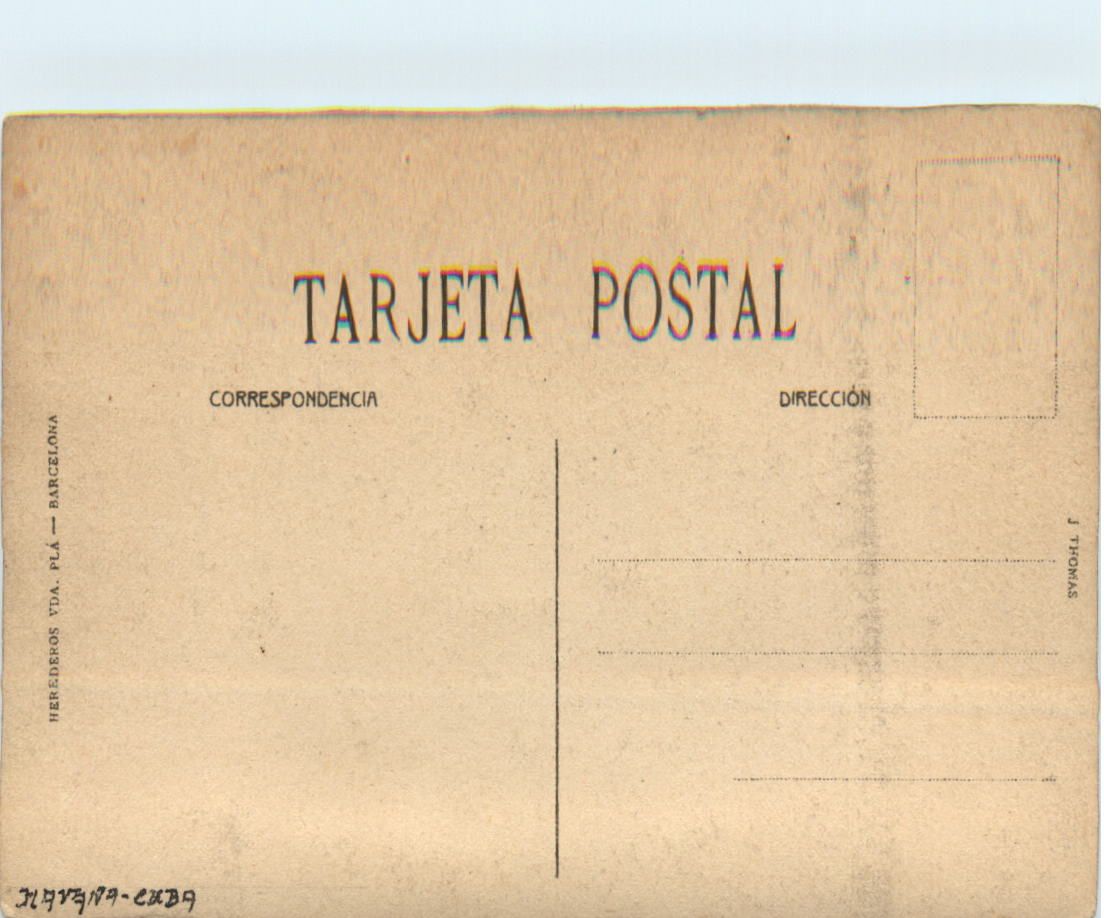 TARJETA POSTAL
CORRESPONDENCIA
DIRECCIÓN
HEREDEROS VDA. PLÁ — BARCELONA
J THOMAS
HAVANA-CUBA